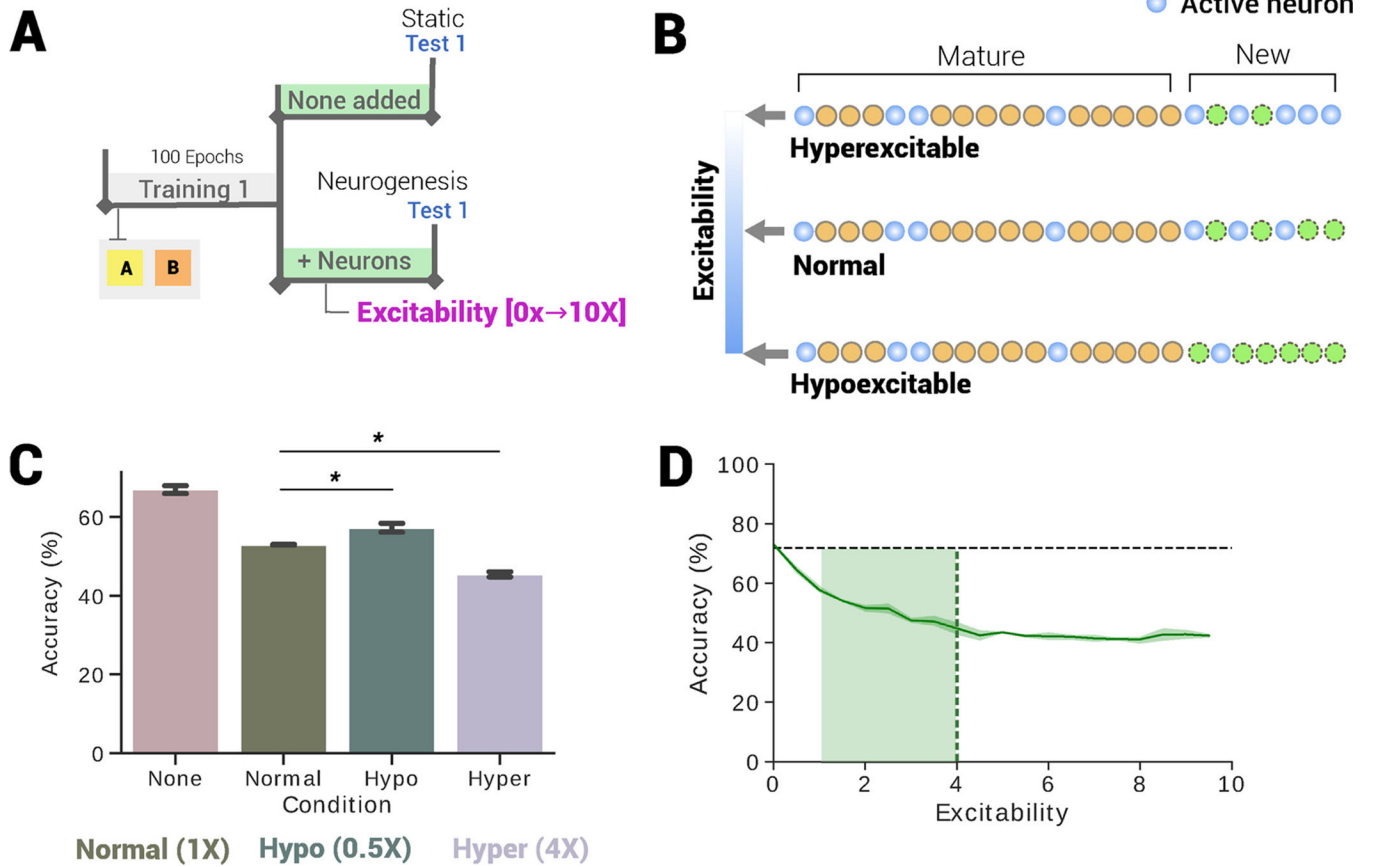 A
Static
Test 1
None added
100 Epochs
Training 1
Neurogenesis
Test 1
A B
+ Neurons
Excitability [0x→10X]
Active neuron
B
Mature New
Hyperexcitable
Excitability
Normal
Hypoexcitable
C
*
*
Accuracy (%)
60
40
20
0
None Normal Hypo Hyper
Condition
Normal (1X) Hypo (0.5X) Hyper (4X)
D
Accuracy (%)
100
80
60
40
20
0
0 2 4 6 8 10
Excitability